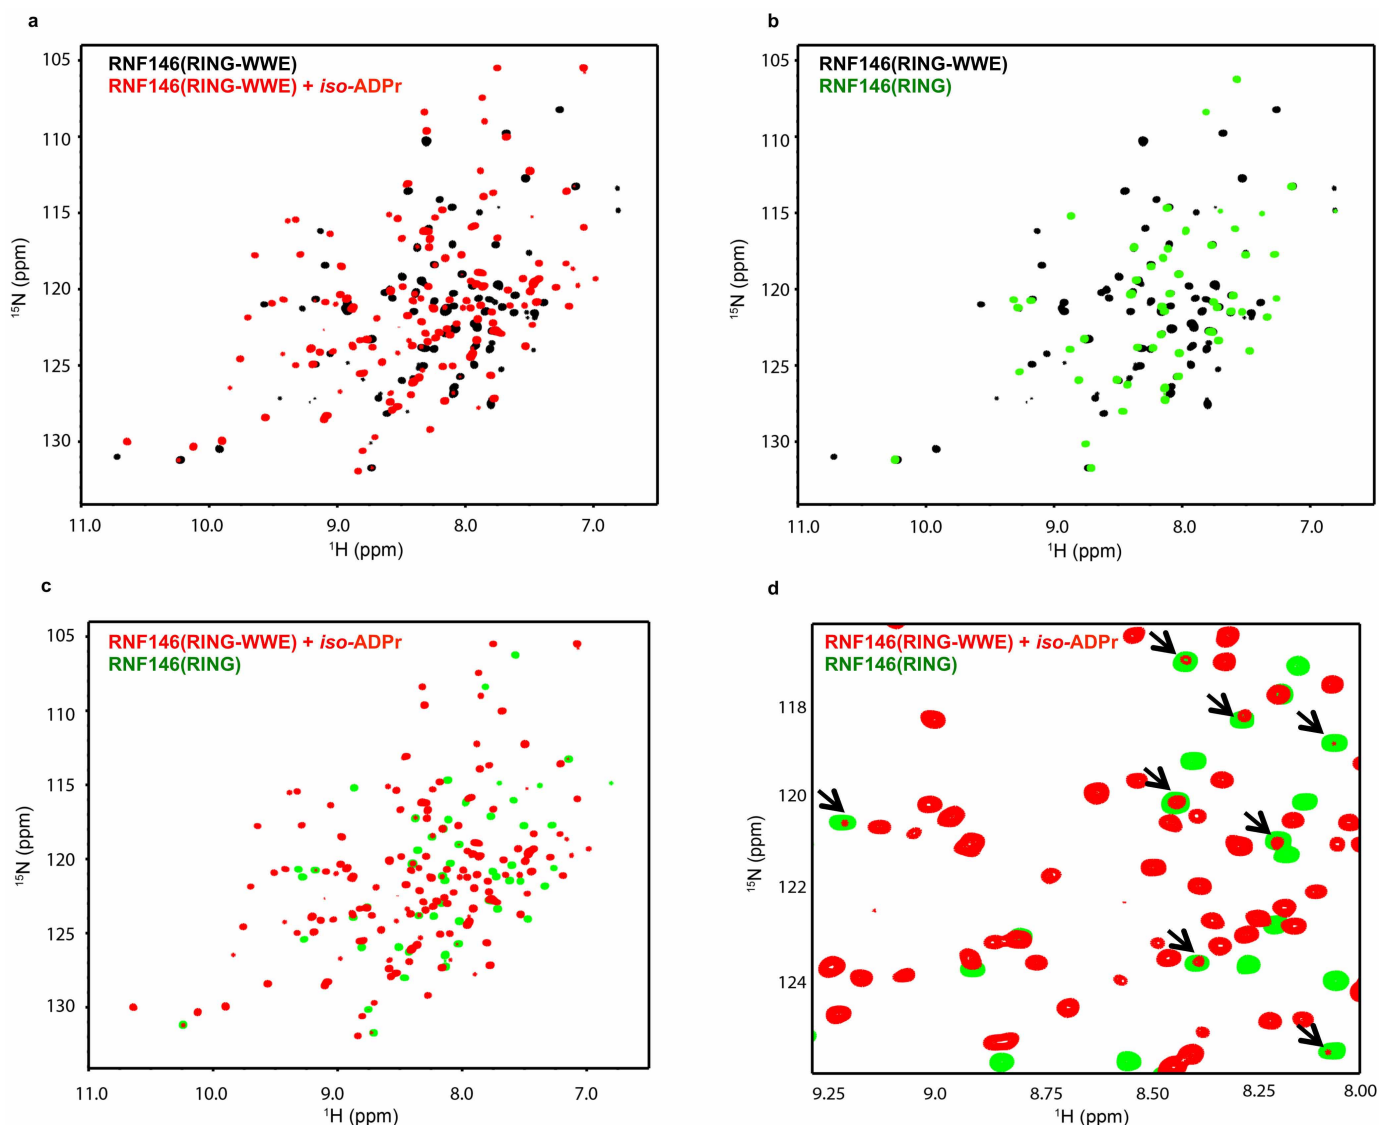 a
RNF146(RING-WWE)
RNF146(RING-WWE) + iso-ADPr
105
110
115
120
125
130
15N (ppm)
11.0 10.0 9.0 8.0 7.0
1H (ppm)
b
RNF146(RING-WWE)
RNF146(RING)
105
110
115
120
125
130
15N (ppm)
11.0 10.0 9.0 8.0 7.0
1H (ppm)
c
RNF146(RING-WWE) + iso-ADPr
RNF146(RING)
105
110
115
120
125
130
15N (ppm)
11.0 10.0 9.0 8.0 7.0
1H (ppm)
d
RNF146(RING-WWE) + iso-ADPr
RNF146(RING)
118
120
122
124
15N (ppm)
9.25 9.0 8.75 8.50 8.25 8.00
1H (ppm)